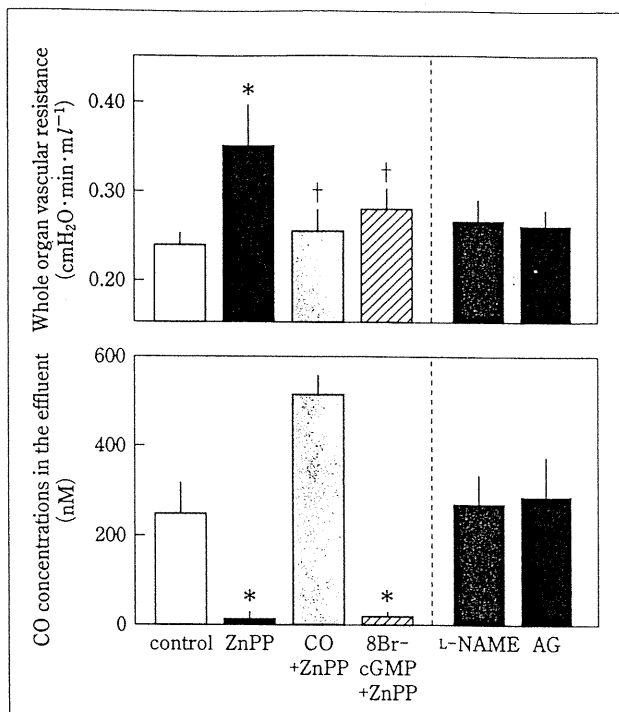 Whole organ vascular resistance
(cmH₂O·min·ml⁻¹)
0.40
0.30
0.20
*
†
†
CO concentrations in the effluent
(nM)
600
400
200
0
*
*
control ZnPP CO 8Br- L-NAME AG
+ZnPP cGMP
+ZnPP